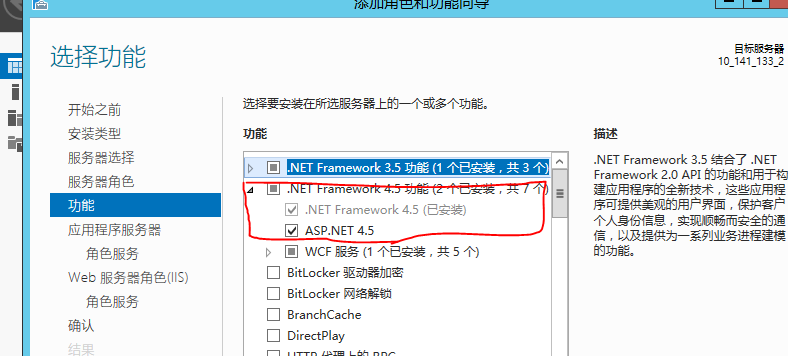 添加角色和功能向导
选择功能
目标服务器
10_141_133_2
开始之前
安装类型
服务器选择
服务器角色
功能
应用程序服务器
角色服务
Web 服务器角色(IIS)
角色服务
确认
结果
选择要安装在所选服务器上的一个或多个功能。
功能
.NET Framework 3.5 功能 (1 个已安装，共 3 个)
.NET Framework 4.5 功能 (2 个已安装，共 7 个)
.NET Framework 4.5 (已安装)
ASP.NET 4.5
WCF 服务 (1 个已安装，共 5 个)
BitLocker 驱动器加密
BitLocker 网络解锁
BranchCache
DirectPlay
HTTP 代理上的 RPC
描述
.NET Framework 3.5 结合了 .NET
Framework 2.0 API 的功能和用于构
建应用程序的全新技术，这些应用程
序可提供美观的用户界面，保护客户
个人身份信息，实现顺畅而安全的通
信，以及提供为一系列业务进程建模
的功能。